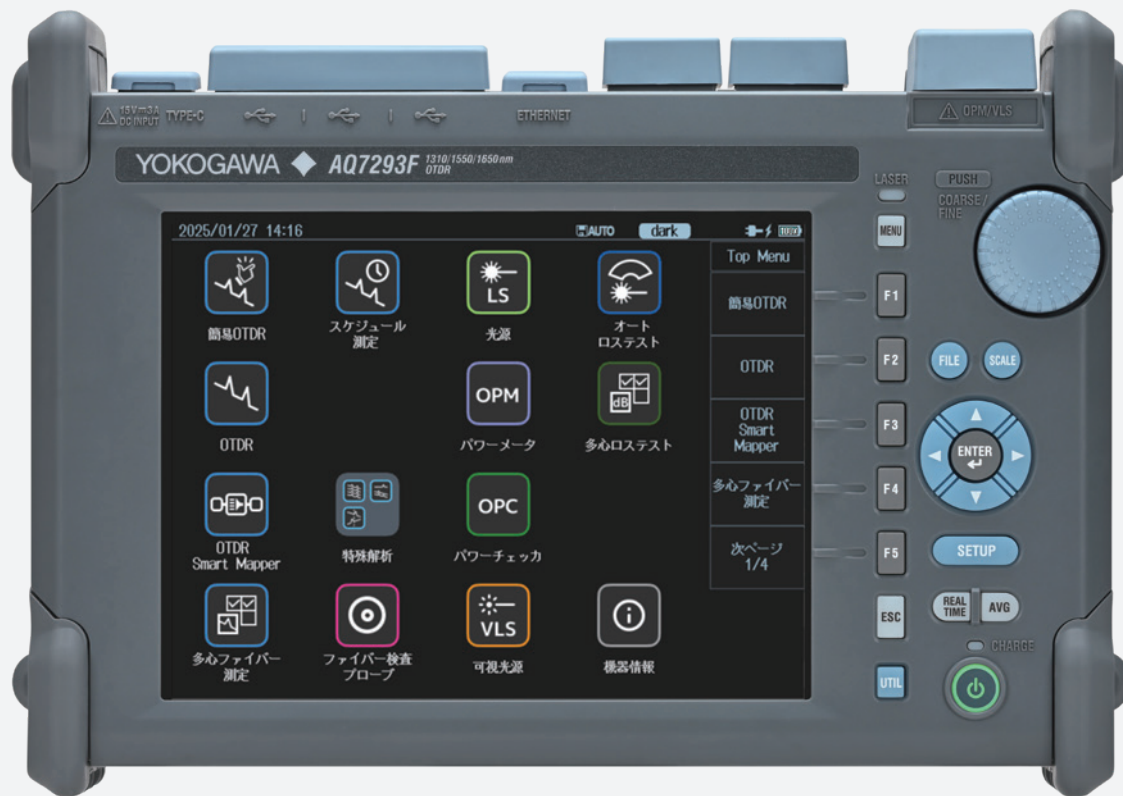 15V⎓3A
DC INPUT
TYPE-C
ETHERNET
OPM/VLS
YOKOGAWA AQ7293F 1310/1550/1650nm
OTDR
LASER
PUSH
COARSE/
FINE
MENU
2025/01/27 14:16
AUTO
dark
100
Top Menu
簡易OTDR
スケジュール
測定
LS
光源
オート
ロステスト
簡易OTDR
F1
OTDR
OPM
パワーメータ
dB
多心ロステスト
OTDR
F2
FILE
SCALE
OTDR
Smart
Mapper
F3
ENTER
OTDR
Smart Mapper
特殊解析
OPC
パワーチェッカ
多心ファイバー
測定
F4
次ページ
1/4
F5
SETUP
多心ファイバー
測定
ファイバー検査
プローブ
VLS
可視光源
機器情報
ESC
REAL
TIME
AVG
CHARGE
UTIL